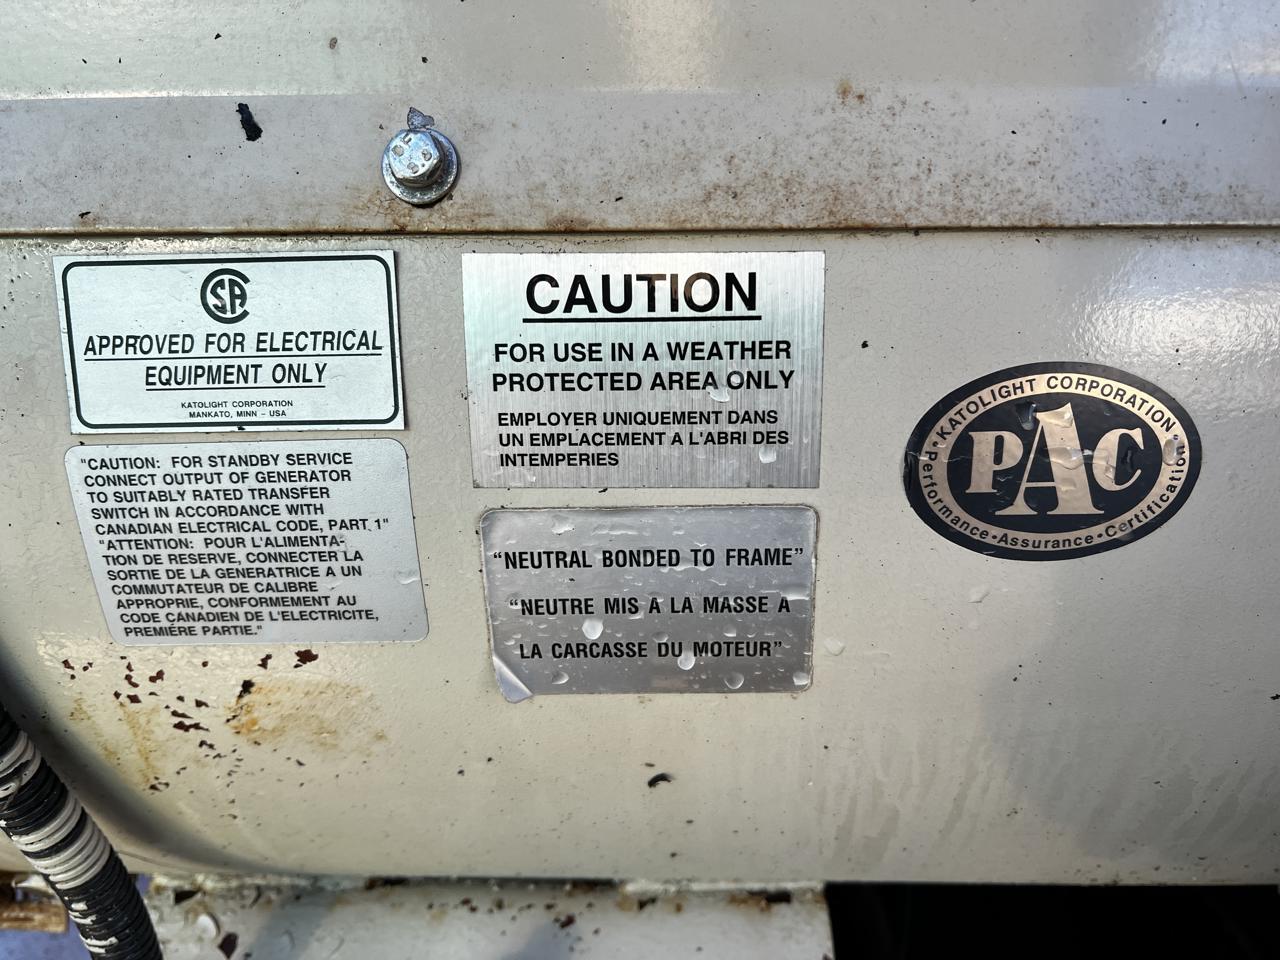 CSA
APPROVED FOR ELECTRICAL
EQUIPMENT ONLY
KATOLIGHT CORPORATION
MANKATO, MINN - USA
"CAUTION: FOR STANDBY SERVICE
CONNECT OUTPUT OF GENERATOR
TO SUITABLY RATED TRANSFER
SWITCH IN ACCORDANCE WITH
CANADIAN ELECTRICAL CODE, PART 1"
"ATTENTION: POUR L'ALIMENTA-
TION DE RESERVE, CONNECTER LA
SORTIE DE LA GENERATRICE A UN
COMMUTATEUR DE CALIBRE
APPROPRIE, CONFORMEMENT AU
CODE CANADIEN DE L'ELECTRICITE,
PREMIÉRE PARTIE."
CAUTION
FOR USE IN A WEATHER
PROTECTED AREA ONLY
EMPLOYER UNIQUEMENT DANS
UN EMPLACEMENT A L'ABRI DES
INTEMPERIES
"NEUTRAL BONDED TO FRAME"
"NEUTRE MIS A LA MASSE A
LA CARCASSE DU MOTEUR"
KATOLIGHT CORPORATION
PAC
Performance • Assurance • Certification